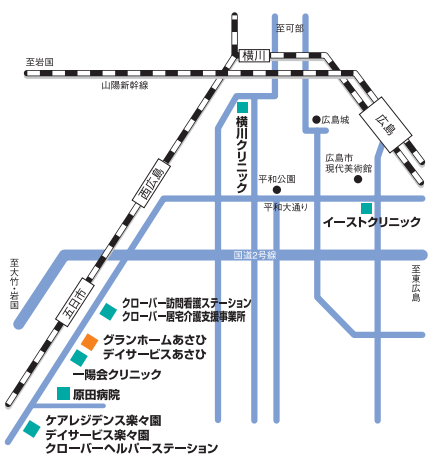 至可部
横川
至岩国
山陽新幹線
広島
横川クリニック
広島城
広島市
現代美術館
西広島
平和公園
平和大通り
イーストクリニック
国道2号線
至大竹・岩国
至東広島
五日市
クローバー訪問看護ステーション
クローバー居宅介護支援事業所
グランホームあさひ
デイサービスあさひ
一陽会クリニック
原田病院
ケアレジデンス楽々園
デイサービス楽々園
クローバーヘルパーステーション